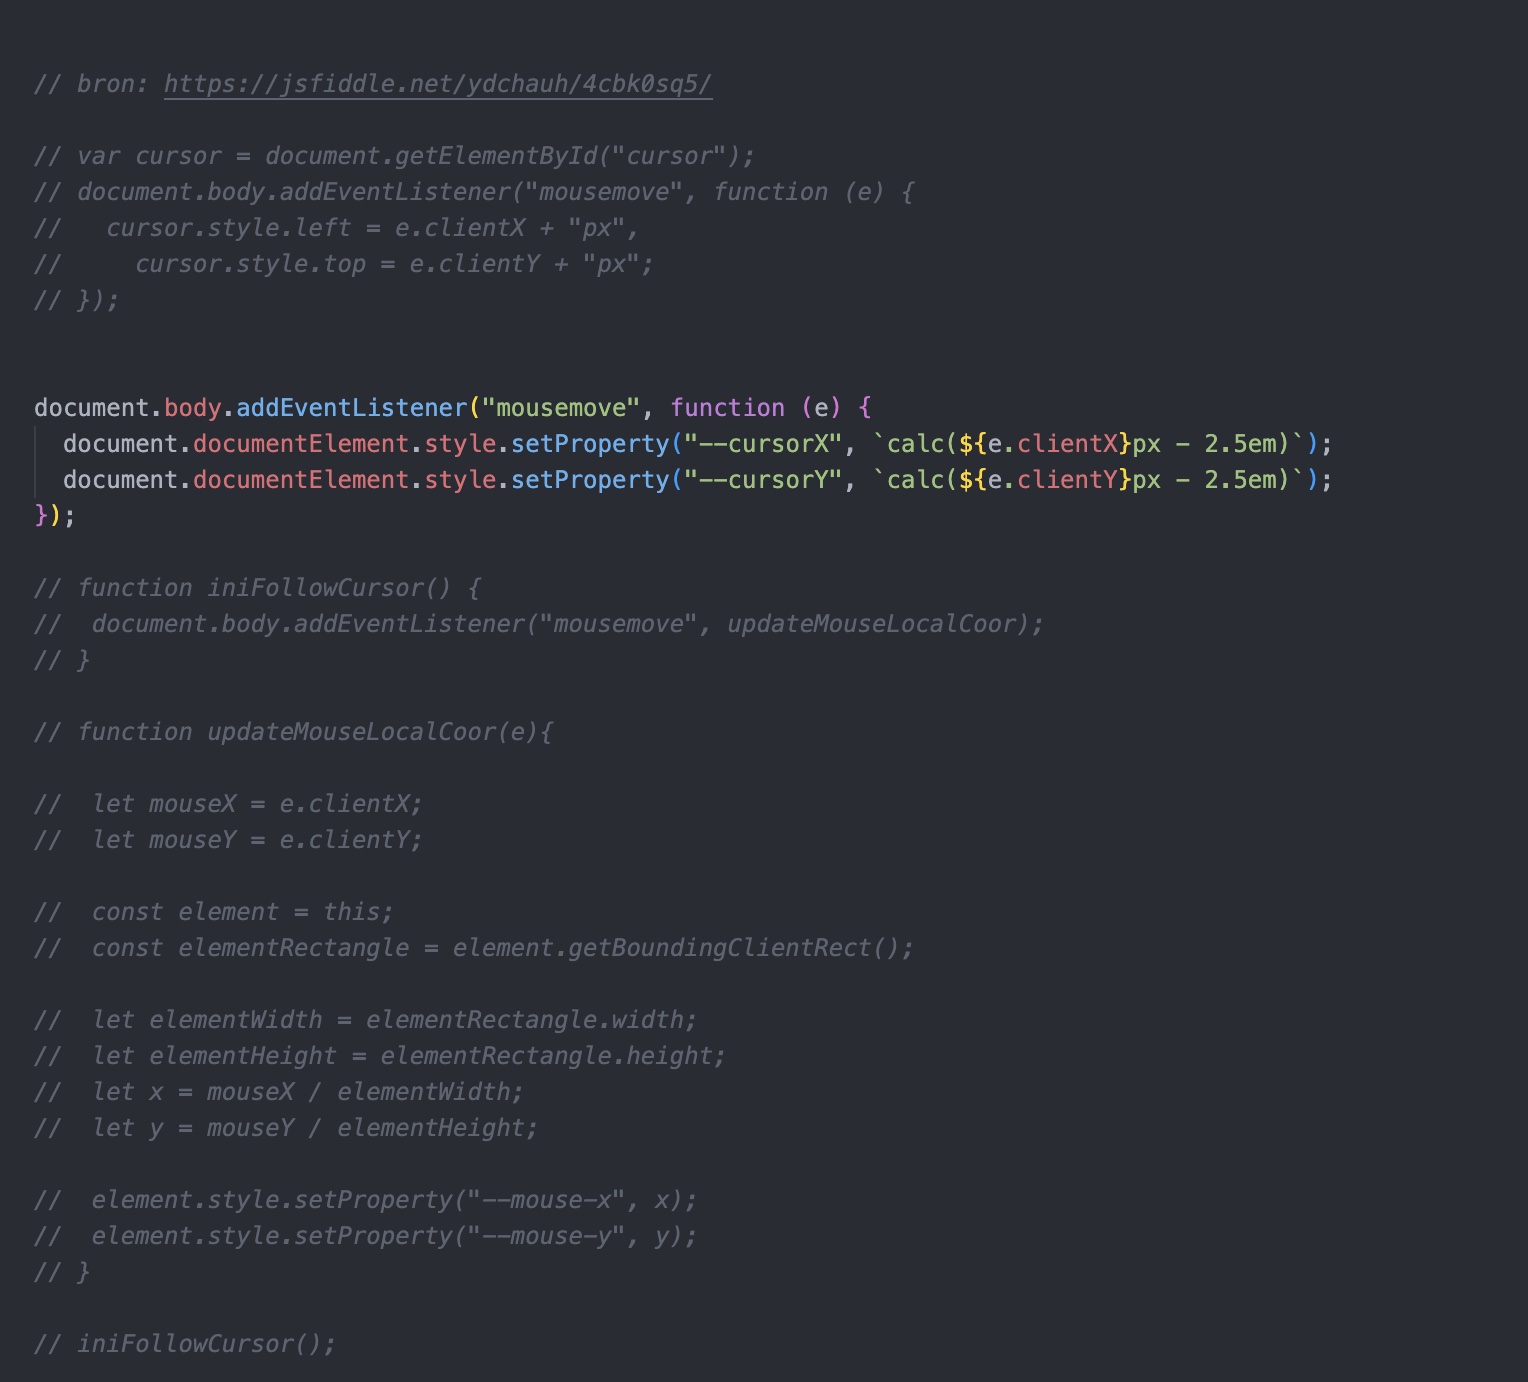 // bron: https://jsfiddle.net/ydchauh/4cbk0sq5/
// var cursor = document.getElementById("cursor");
// document.body.addEventListener("mousemove", function (e) {
//   cursor.style.left = e.clientX + "px",
//     cursor.style.top = e.clientY + "px";
// });
document.body.addEventListener("mousemove", function (e) {
  document.documentElement.style.setProperty("--cursorX", `calc(${e.clientX}px - 2.5em)`);
  document.documentElement.style.setProperty("--cursorY", `calc(${e.clientY}px - 2.5em)`);
});
// function iniFollowCursor() {
//  document.body.addEventListener("mousemove", updateMouseLocalCoor);
// }
// function updateMouseLocalCoor(e){
//  let mouseX = e.clientX;
//  let mouseY = e.clientY;
//  const element = this;
//  const elementRectangle = element.getBoundingClientRect();
//  let elementWidth = elementRectangle.width;
//  let elementHeight = elementRectangle.height;
//  let x = mouseX / elementWidth;
//  let y = mouseY / elementHeight;
//  element.style.setProperty("--mouse-x", x);
//  element.style.setProperty("--mouse-y", y);
// }
// iniFollowCursor();